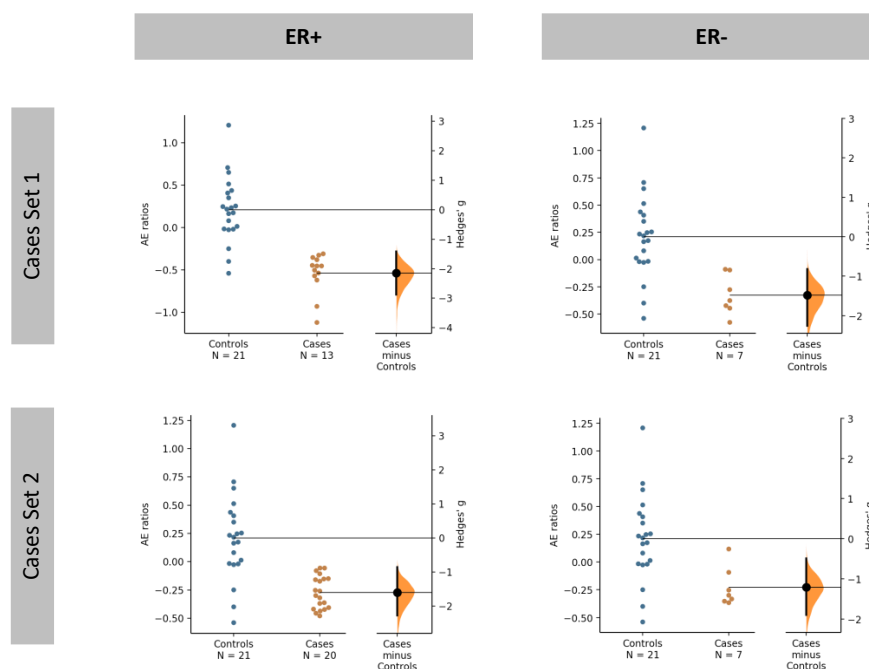 ER+
ER-
Cases Set 1
AE ratios
1.0
0.5
0.0
−0.5
−1.0
3
2
1
0
−1
−2
−3
−4
Hedges' g
Controls
N = 21
Cases
N = 13
Cases
minus
Controls
AE ratios
1.25
1.00
0.75
0.50
0.25
0.00
−0.25
−0.50
3
2
1
0
−1
−2
Hedges' g
Controls
N = 21
Cases
N = 7
Cases
minus
Controls
Cases Set 2
AE ratios
1.25
1.00
0.75
0.50
0.25
0.00
−0.25
−0.50
3
2
1
0
−1
−2
Hedges' g
Controls
N = 21
Cases
N = 20
Cases
minus
Controls
AE ratios
1.25
1.00
0.75
0.50
0.25
0.00
−0.25
−0.50
3
2
1
0
−1
−2
Hedges' g
Controls
N = 21
Cases
N = 7
Cases
minus
Controls